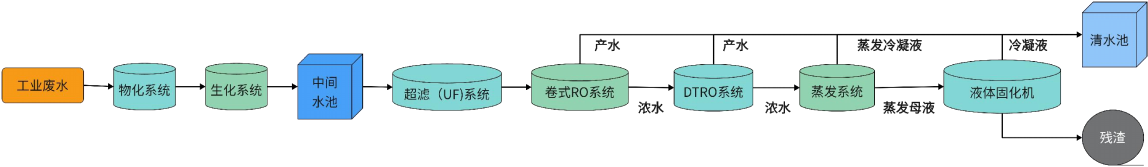 产水
产水
蒸发冷凝液
冷凝液
清水池
工业废水
物化系统
生化系统
中间
水池
超滤（UF)系统
卷式RO系统
浓水
DTRO系统
浓水
蒸发系统
蒸发母液
液体固化机
残渣